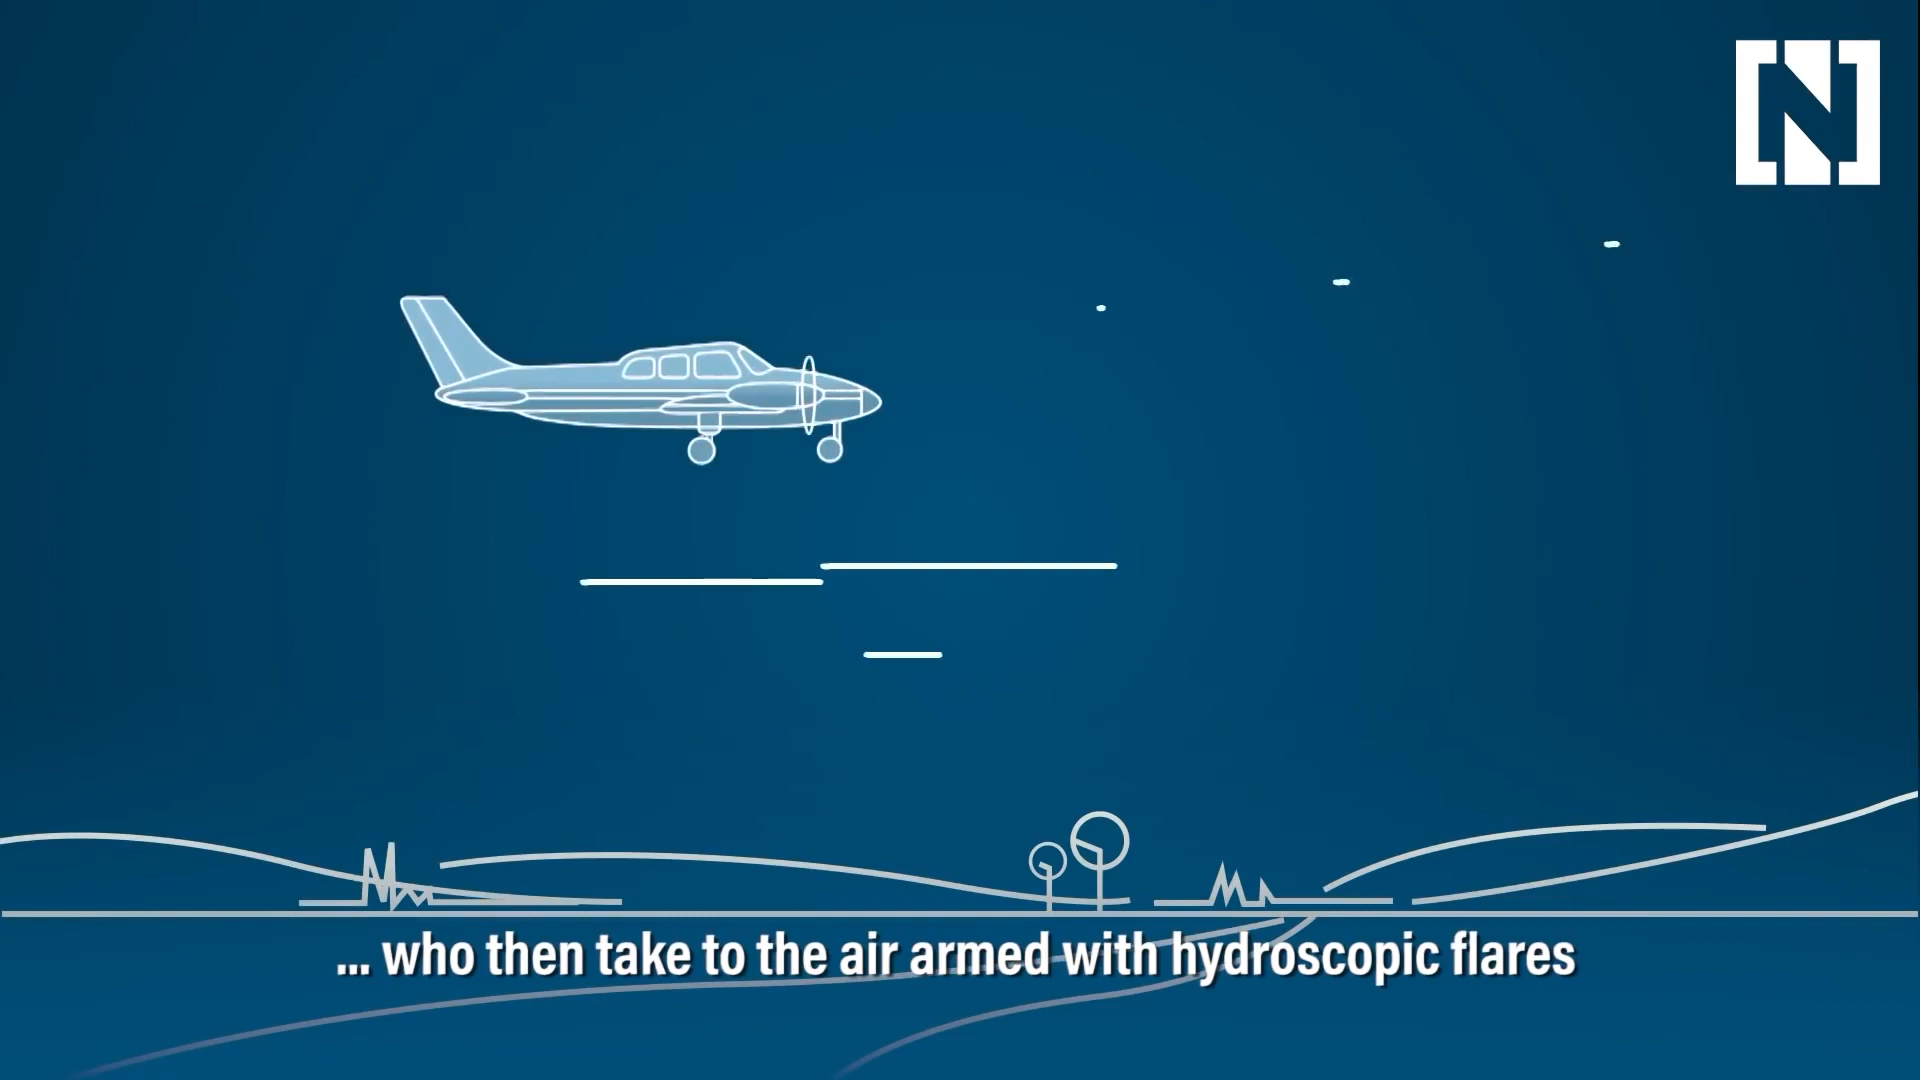 [N]
... who then take to the air armed with hydroscopic flares